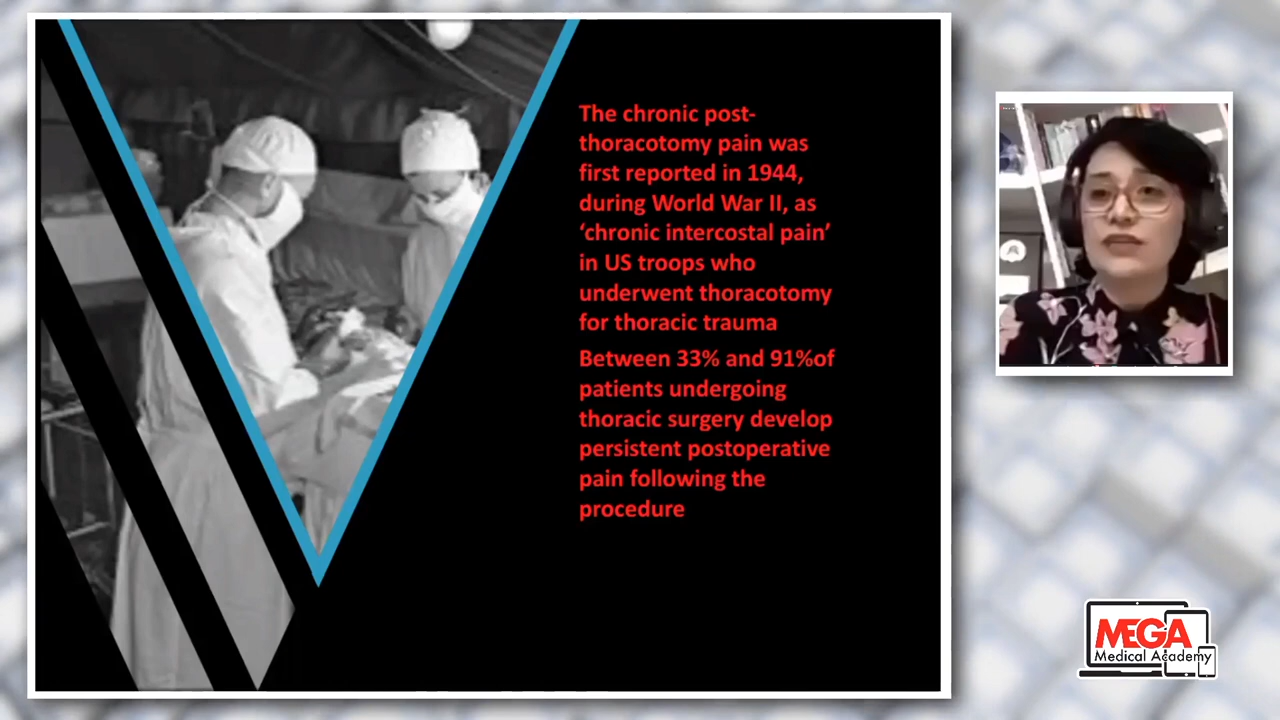 The chronic post-
thoracotomy pain was
first reported in 1944,
during World War II, as
‘chronic intercostal pain’
in US troops who
underwent thoracotomy
for thoracic trauma
Between 33% and 91%of
patients undergoing
thoracic surgery develop
persistent postoperative
pain following the
procedure
MEGA
Medical Academy